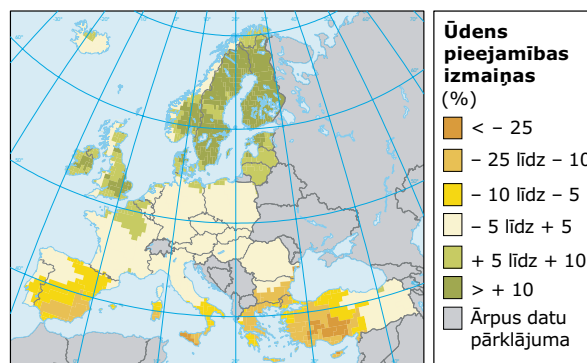 Ūdens
pieejamības
izmaiņas
(%)
< – 25
– 25 līdz – 10
– 10 līdz – 5
– 5 līdz + 5
+ 5 līdz + 10
> + 10
Ārpus datu
pārklājuma